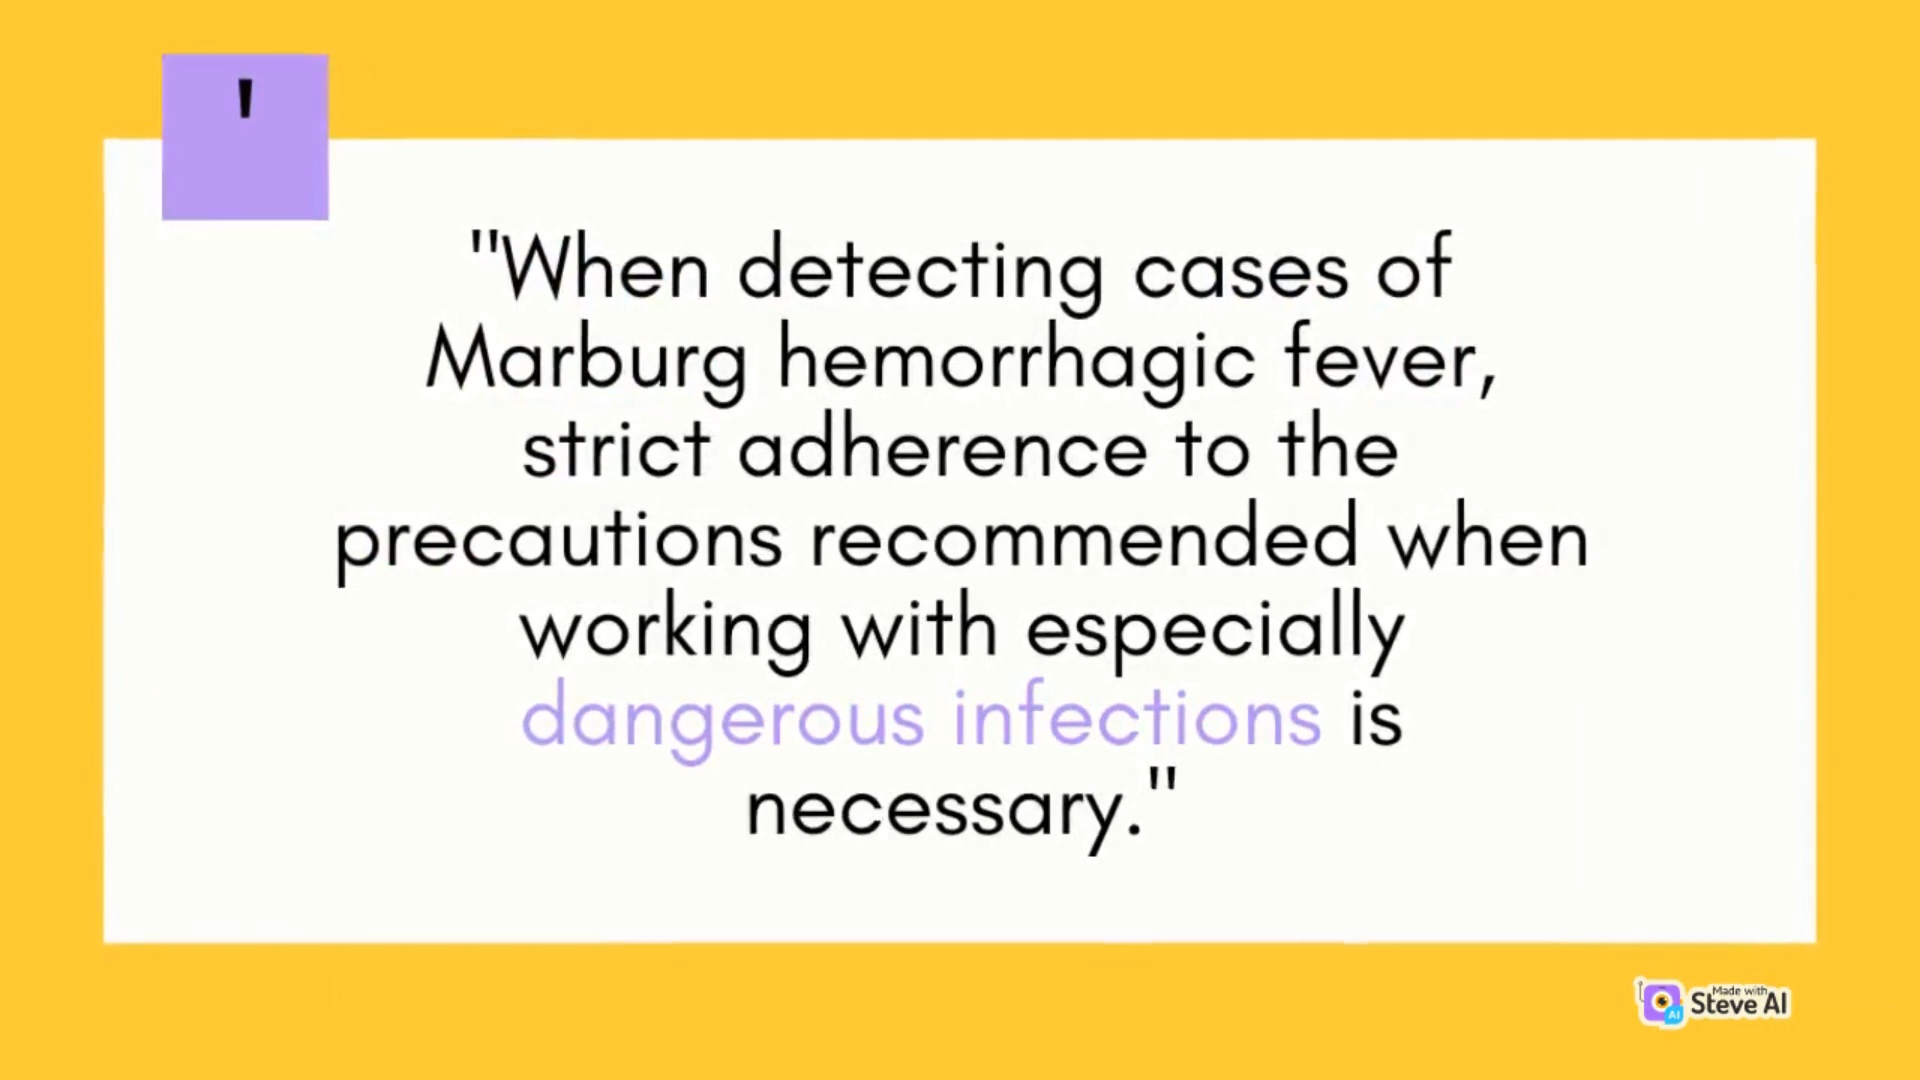 '
"When detecting cases of
Marburg hemorrhagic fever,
strict adherence to the
precautions recommended when
working with especially
dangerous infections is
necessary."
Made with
Steve AI
AI